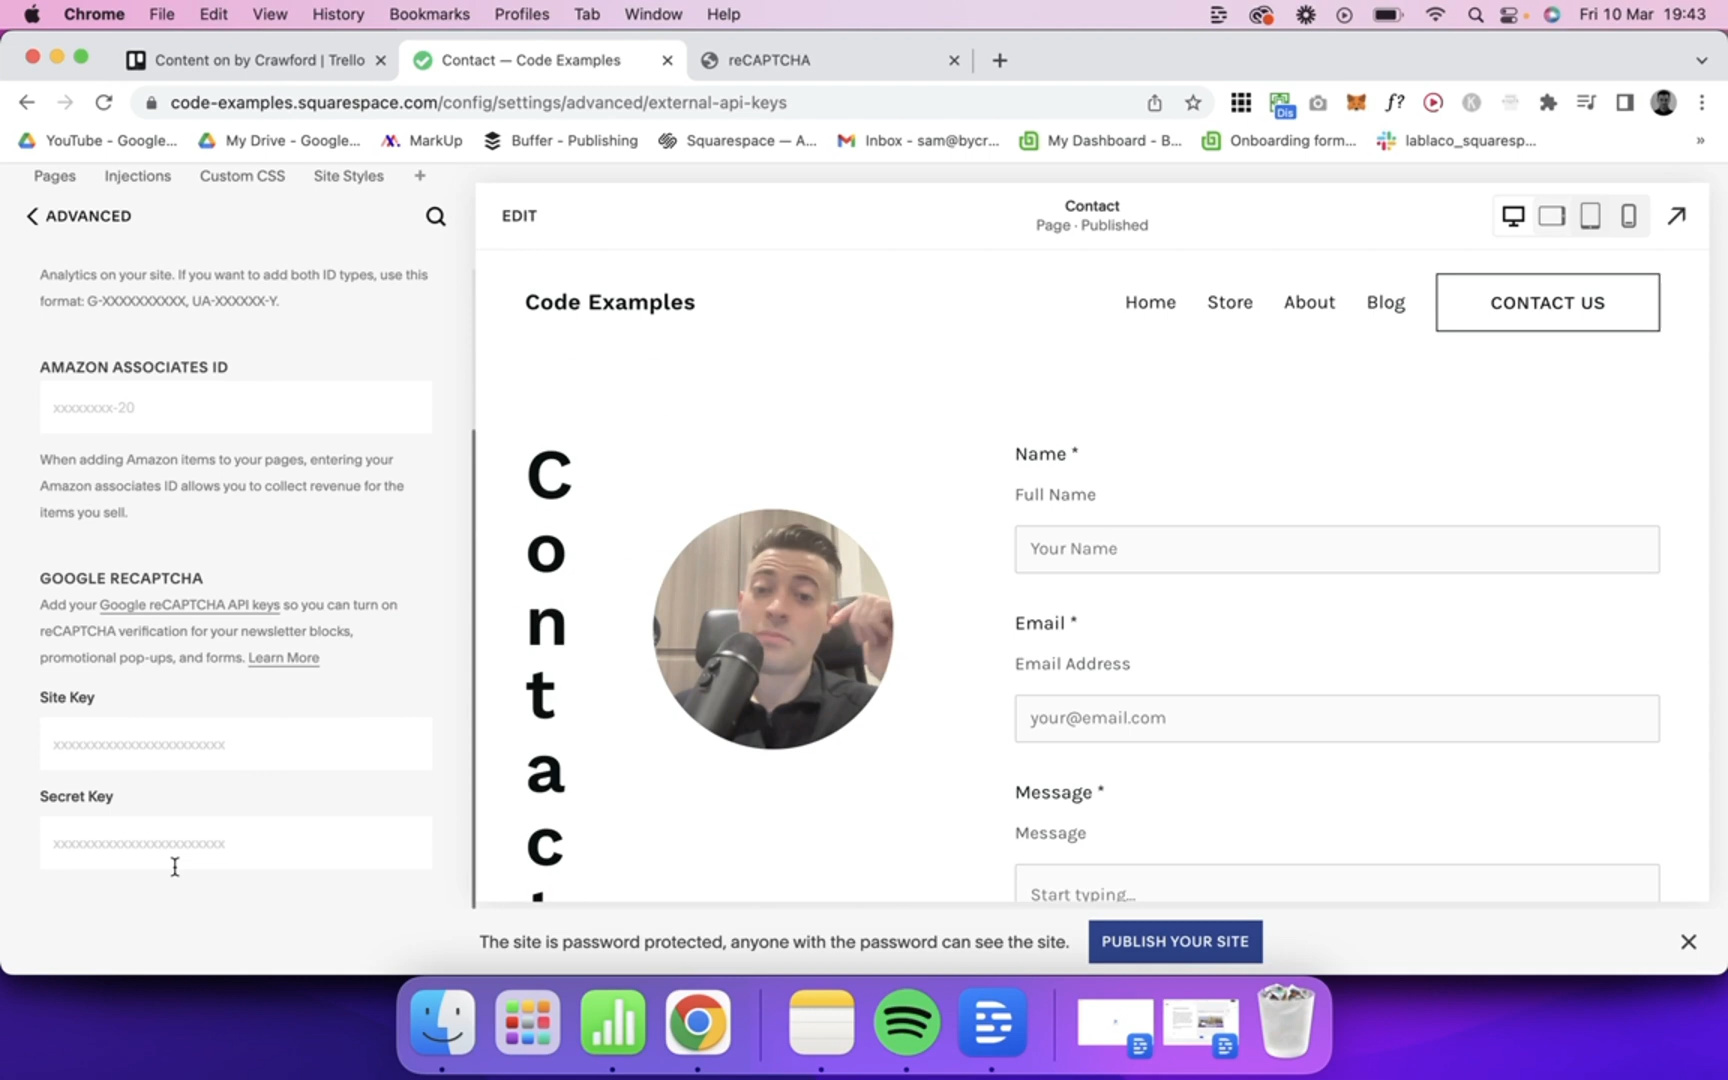 Chrome File Edit View History Bookmarks Profiles Tab Window Help Fri 10 Mar 19:43
Content on by Crawford | Trello Contact — Code Examples reCAPTCHA
code-examples.squarespace.com/config/settings/advanced/external-api-keys
Dis
f?
K
YouTube - Google... My Drive - Google... MarkUp Buffer - Publishing Squarespace — A... Inbox - sam@bycr... My Dashboard - B... Onboarding form... lablaco_squaresp... »
Pages Injections Custom CSS Site Styles +
ADVANCED
Analytics on your site. If you want to add both ID types, use this
format: G-XXXXXXXXXX, UA-XXXXXX-Y.
AMAZON ASSOCIATES ID
xxxxxxxx-20
When adding Amazon items to your pages, entering your
Amazon associates ID allows you to collect revenue for the
items you sell.
GOOGLE RECAPTCHA
Add your Google reCAPTCHA API keys so you can turn on
reCAPTCHA verification for your newsletter blocks,
promotional pop-ups, and forms. Learn More
Site Key
xxxxxxxxxxxxxxxxxxxxxxxx
Secret Key
xxxxxxxxxxxxxxxxxxxxxxxx
EDIT
Contact
Page · Published
Code Examples
Home Store About Blog CONTACT US
C
o
n
t
a
c
t
Name *
Full Name
Your Name
Email *
Email Address
your@email.com
Message *
Message
Start typing...
The site is password protected, anyone with the password can see the site. PUBLISH YOUR SITE